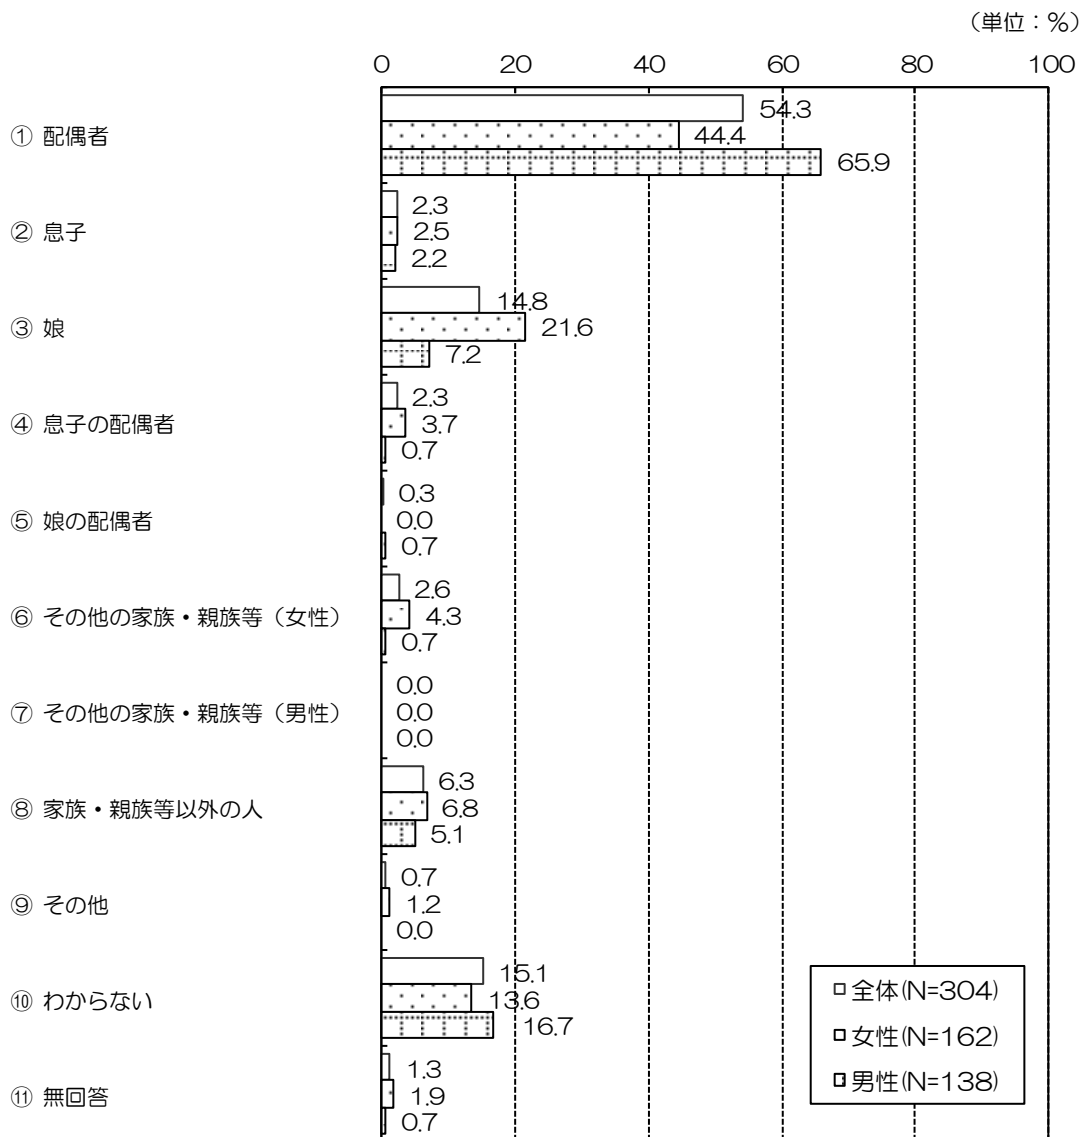 （単位：%）
0 20 40 60 80 100
① 配偶者
54.3
44.4
65.9
② 息子
2.3
2.5
2.2
③ 娘
14.8
21.6
7.2
④ 息子の配偶者
2.3
3.7
0.7
⑤ 娘の配偶者
0.3
0.0
0.7
⑥ その他の家族・親族等（女性）
2.6
4.3
0.7
⑦ その他の家族・親族等（男性）
0.0
0.0
0.0
⑧ 家族・親族等以外の人
6.3
6.8
5.1
⑨ その他
0.7
1.2
0.0
⑩ わからない
15.1
13.6
16.7
⑪ 無回答
1.3
1.9
0.7
全体(N=304)
女性(N=162)
男性(N=138)